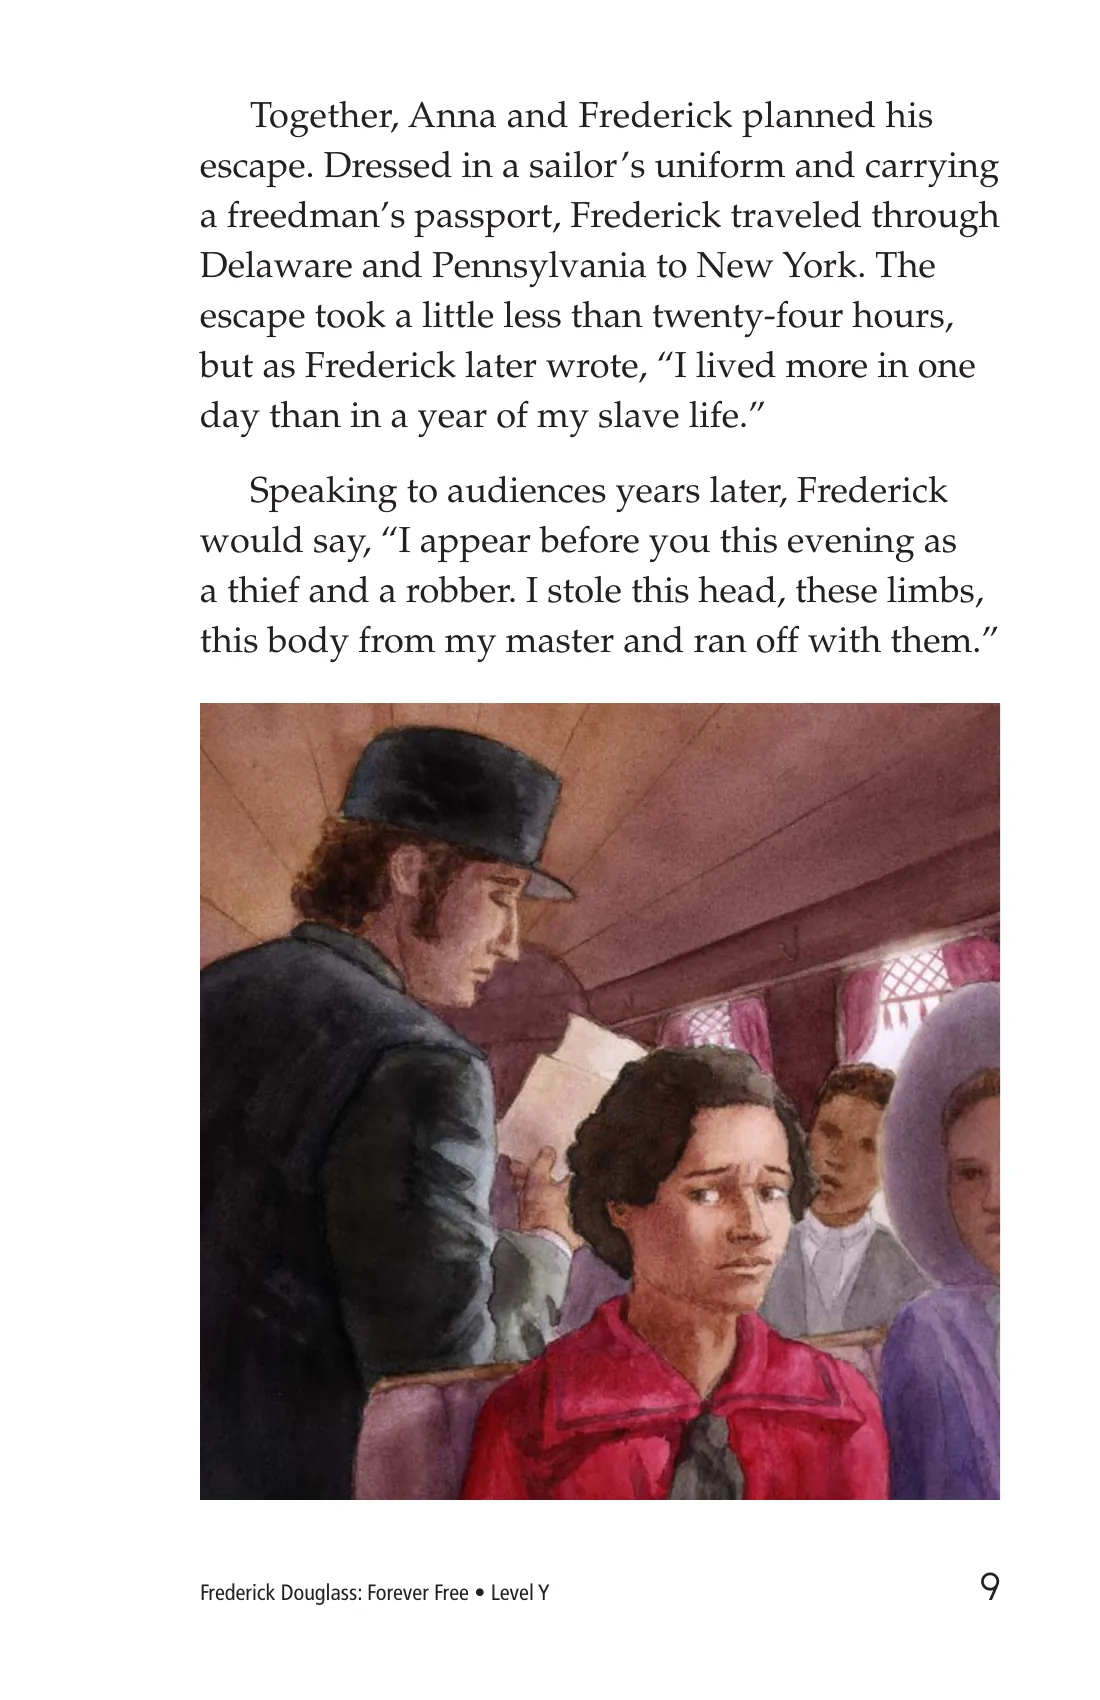 Together, Anna and Frederick planned his
escape. Dressed in a sailor’s uniform and carrying
a freedman’s passport, Frederick traveled through
Delaware and Pennsylvania to New York. The
escape took a little less than twenty-four hours,
but as Frederick later wrote, “I lived more in one
day than in a year of my slave life.”
Speaking to audiences years later, Frederick
would say, “I appear before you this evening as
a thief and a robber. I stole this head, these limbs,
this body from my master and ran off with them.”
Frederick Douglass: Forever Free • Level Y
9